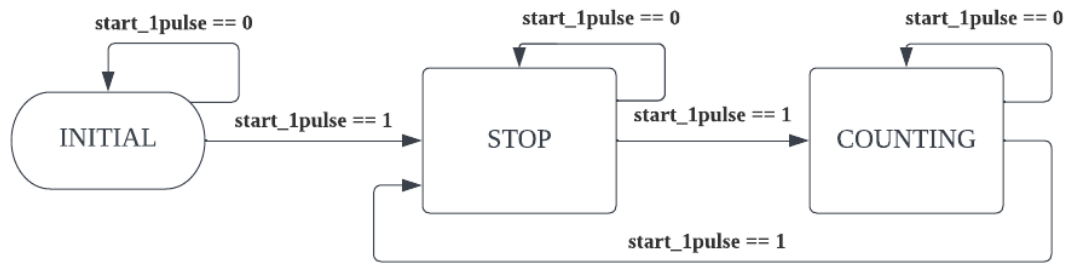 start_1pulse == 0
start_1pulse == 0
start_1pulse == 0
INITIAL
start_1pulse == 1
STOP
start_1pulse == 1
COUNTING
start_1pulse == 1